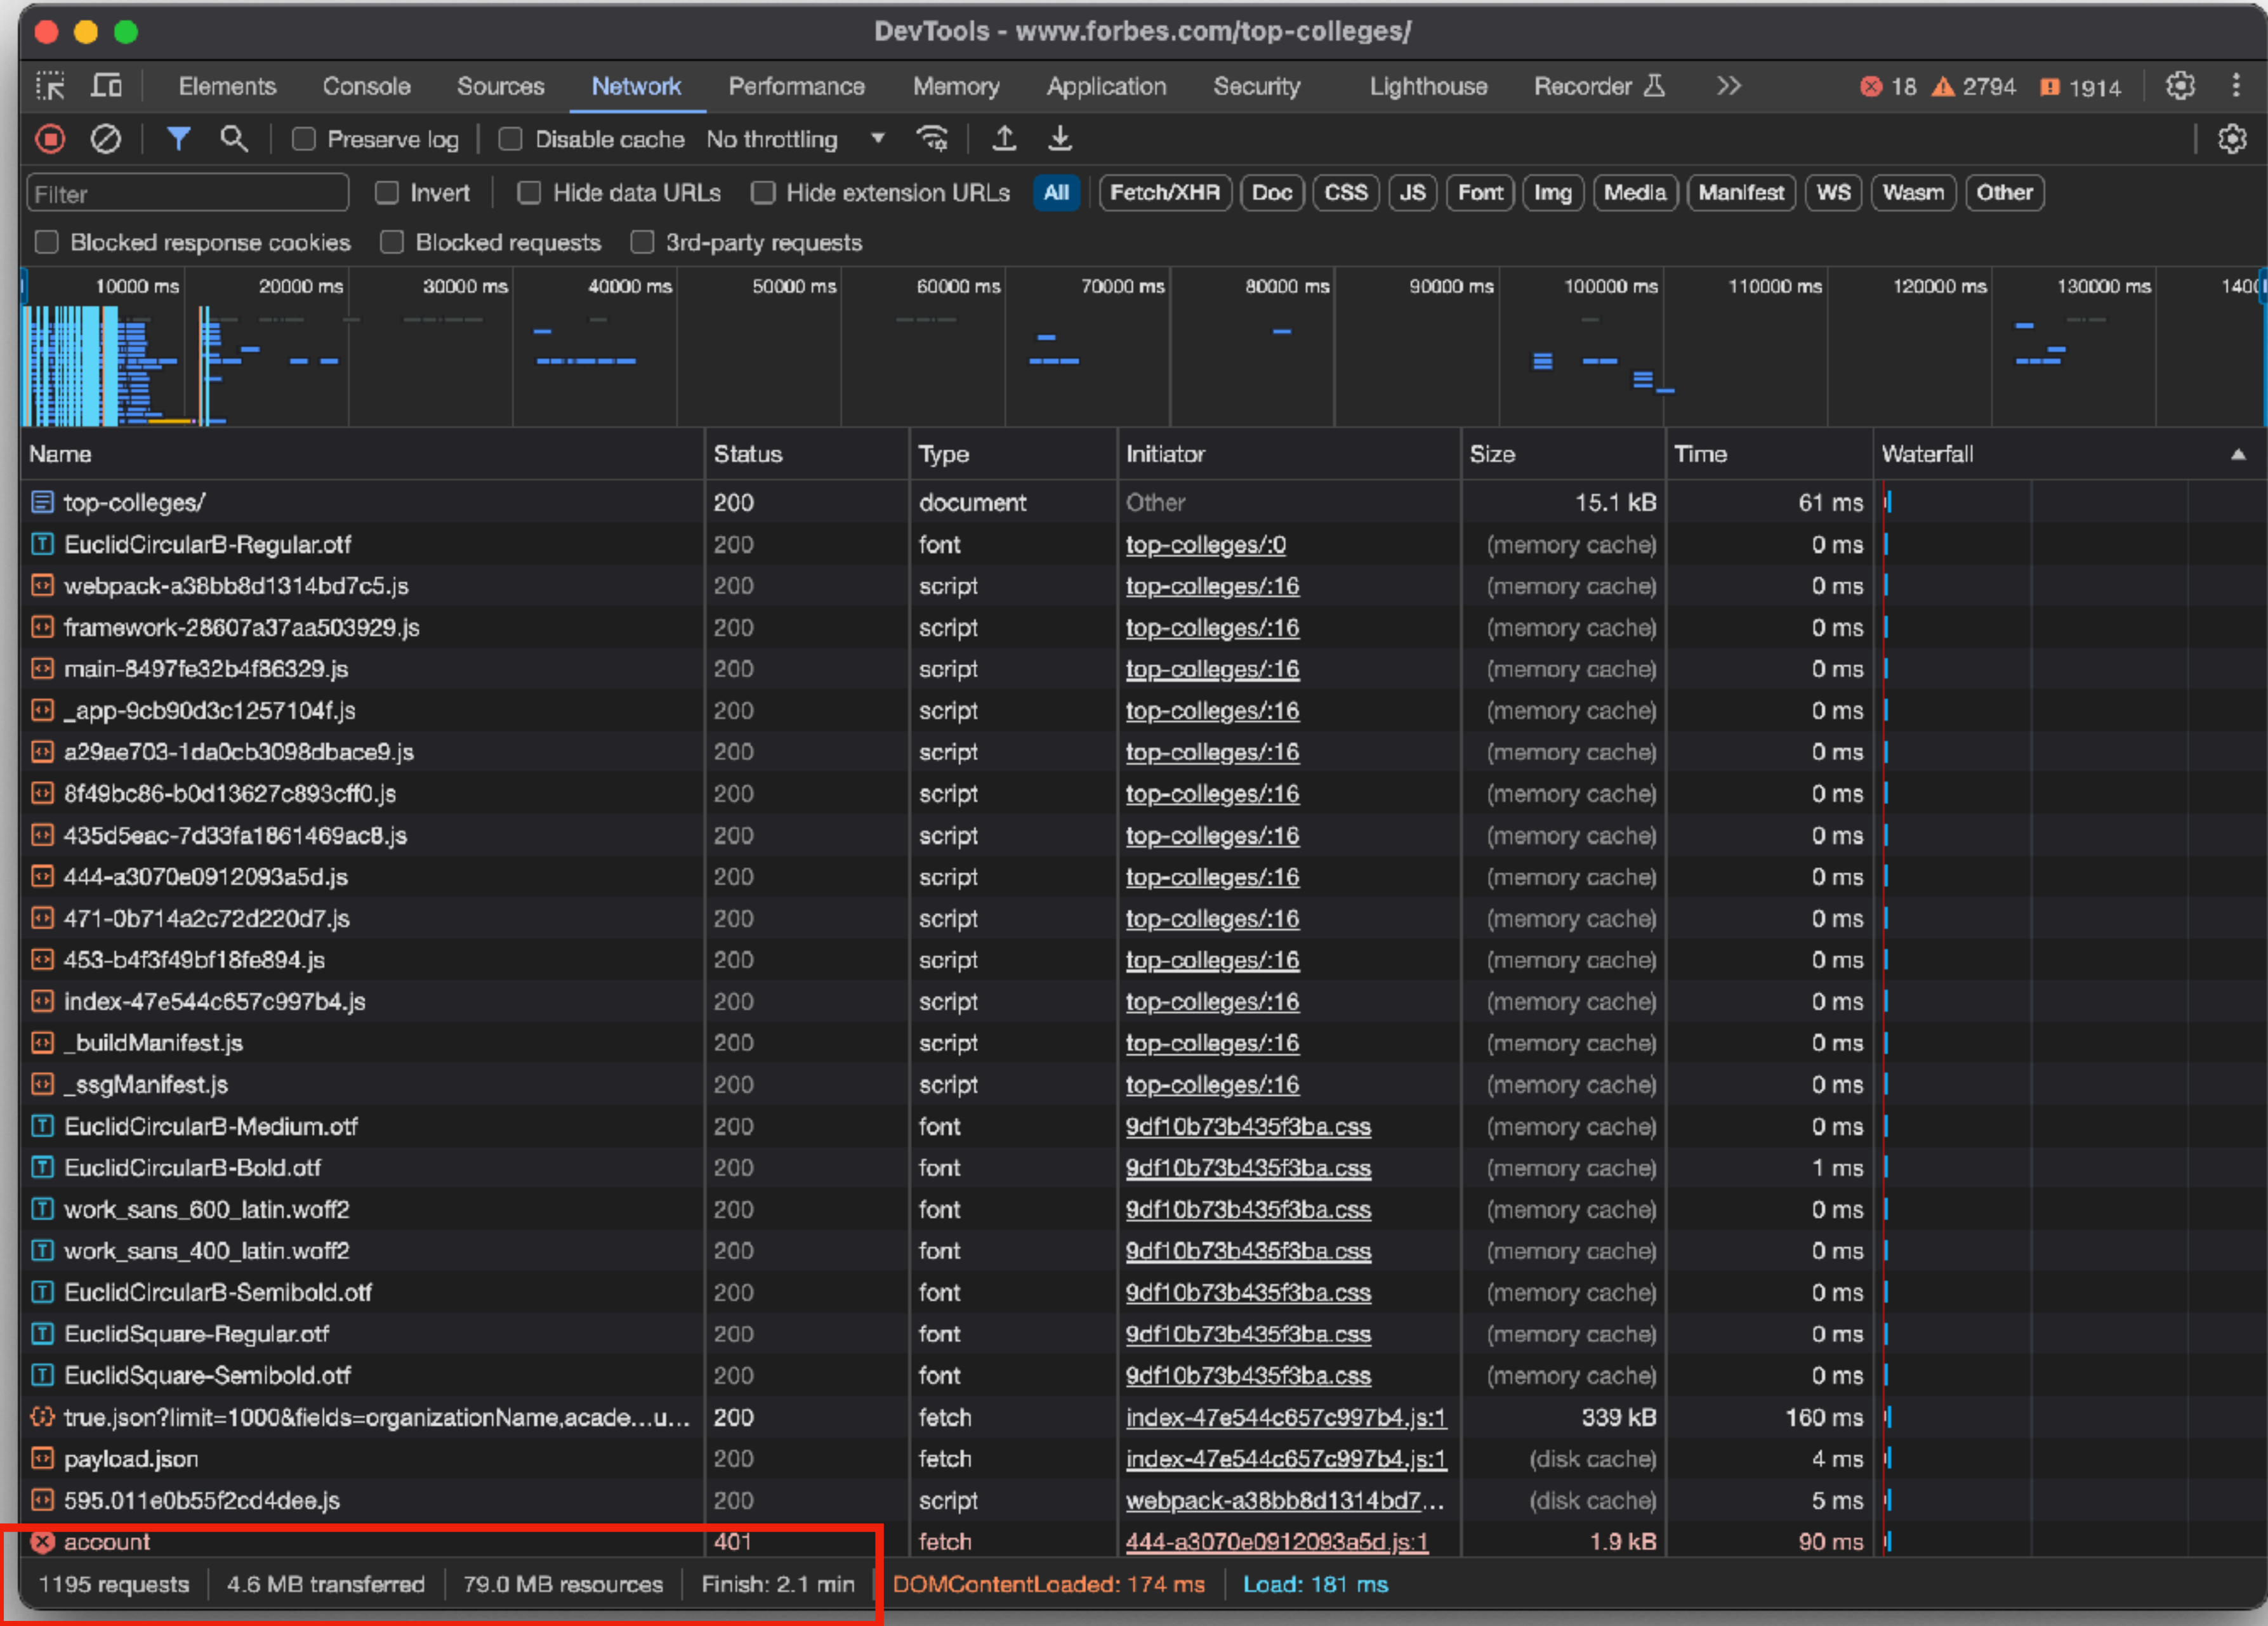 DevTools - www.forbes.com/top-colleges/
Elements Console Sources Network Performance Memory Application Security Lighthouse Recorder 18 2794 1914
Preserve log Disable cache No throttling
Filter Invert Hide data URLs Hide extension URLs All Fetch/XHR Doc CSS JS Font Img Media Manifest WS Wasm Other
Blocked response cookies Blocked requests 3rd-party requests
10000 ms 20000 ms 30000 ms 40000 ms 50000 ms 60000 ms 70000 ms 80000 ms 90000 ms 100000 ms 110000 ms 120000 ms 130000 ms
Name Status Type Initiator Size Time Waterfall
top-colleges/ 200 document Other 15.1 kB 61 ms
EuclidCircularB-Regular.otf 200 font top-colleges/:0 (memory cache) 0 ms
webpack-a38bb8d1314bd7c5.js 200 script top-colleges/:16 (memory cache) 0 ms
framework-28607a37aa503929.js 200 script top-colleges/:16 (memory cache) 0 ms
main-8497fe32b4f86329.js 200 script top-colleges/:16 (memory cache) 0 ms
_app-9cb90d3c1257104f.js 200 script top-colleges/:16 (memory cache) 0 ms
a29ae703-1da0cb3098dbace9.js 200 script top-colleges/:16 (memory cache) 0 ms
8f49bc86-b0d13627c893cff0.js 200 script top-colleges/:16 (memory cache) 0 ms
435d5eac-7d33fa1861469ac8.js 200 script top-colleges/:16 (memory cache) 0 ms
444-a3070e0912093a5d.js 200 script top-colleges/:16 (memory cache) 0 ms
471-0b714a2c72d220d7.js 200 script top-colleges/:16 (memory cache) 0 ms
453-b4f3f49bf18fe894.js 200 script top-colleges/:16 (memory cache) 0 ms
index-47e544c657c997b4.js 200 script top-colleges/:16 (memory cache) 0 ms
_buildManifest.js 200 script top-colleges/:16 (memory cache) 0 ms
_ssgManifest.js 200 script top-colleges/:16 (memory cache) 0 ms
EuclidCircularB-Medium.otf 200 font 9df10b73b435f3ba.css (memory cache) 0 ms
EuclidCircularB-Bold.otf 200 font 9df10b73b435f3ba.css (memory cache) 1 ms
work_sans_600_latin.woff2 200 font 9df10b73b435f3ba.css (memory cache) 0 ms
work_sans_400_latin.woff2 200 font 9df10b73b435f3ba.css (memory cache) 0 ms
EuclidCircularB-Semibold.otf 200 font 9df10b73b435f3ba.css (memory cache) 0 ms
EuclidSquare-Regular.otf 200 font 9df10b73b435f3ba.css (memory cache) 0 ms
EuclidSquare-Semibold.otf 200 font 9df10b73b435f3ba.css (memory cache) 0 ms
true.json?limit=1000&fields=organizationName,acade...u... 200 fetch index-47e544c657c997b4.js:1 339 kB 160 ms
payload.json 200 fetch index-47e544c657c997b4.js:1 (disk cache) 4 ms
595.011e0b55f2cd4dee.js 200 script webpack-a38bb8d1314bd7... (disk cache) 5 ms
account 401 fetch 444-a3070e0912093a5d.js:1 1.9 kB 90 ms
1195 requests 4.6 MB transferred 79.0 MB resources Finish: 2.1 min DOMContentLoaded: 174 ms Load: 181 ms